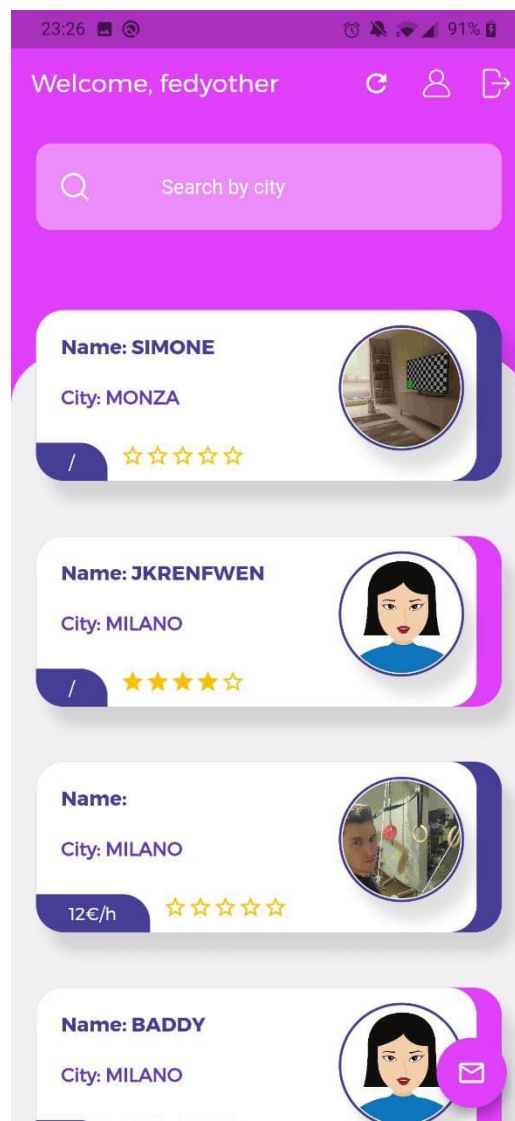 23:26
91%
Welcome, fedyother
Search by city
Name: SIMONE
City: MONZA
/
Name: JKRENFWEN
City: MILANO
/
Name:
City: MILANO
12€/h
Name: BADDY
City: MILANO